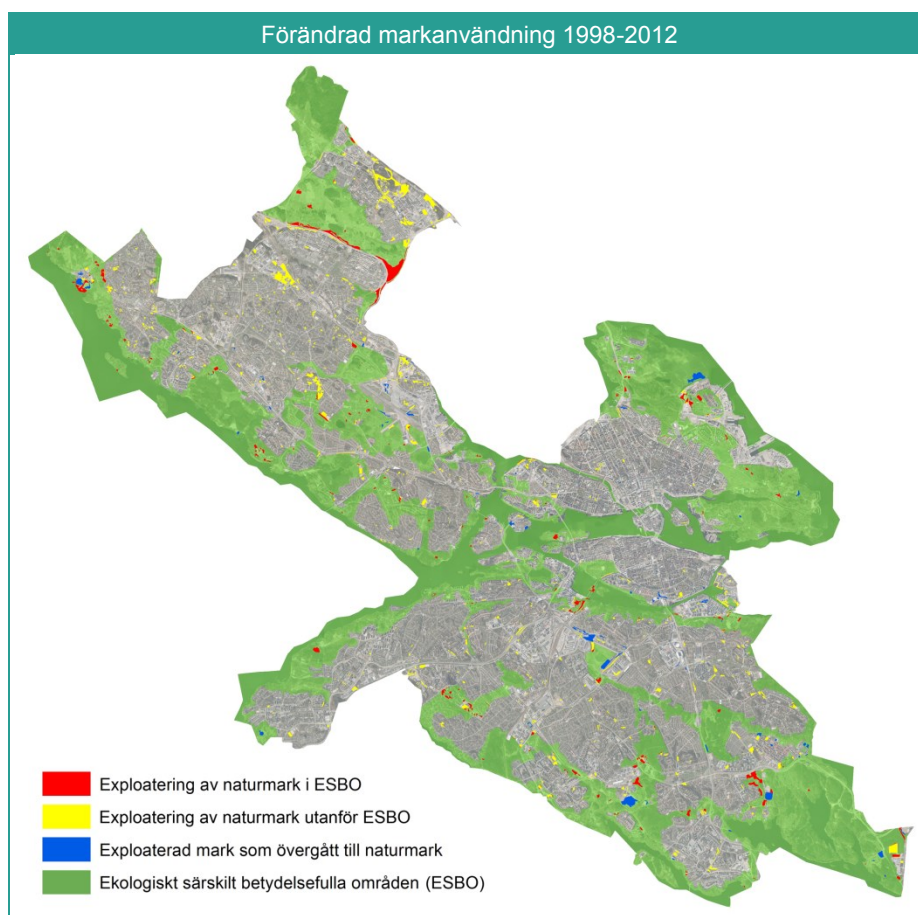 Förändrad markanvändning 1998-2012
Exploatering av naturmark i ESBO
Exploatering av naturmark utanför ESBO
Exploaterad mark som övergått till naturmark
Ekologiskt särskilt betydelsefulla områden (ESBO)